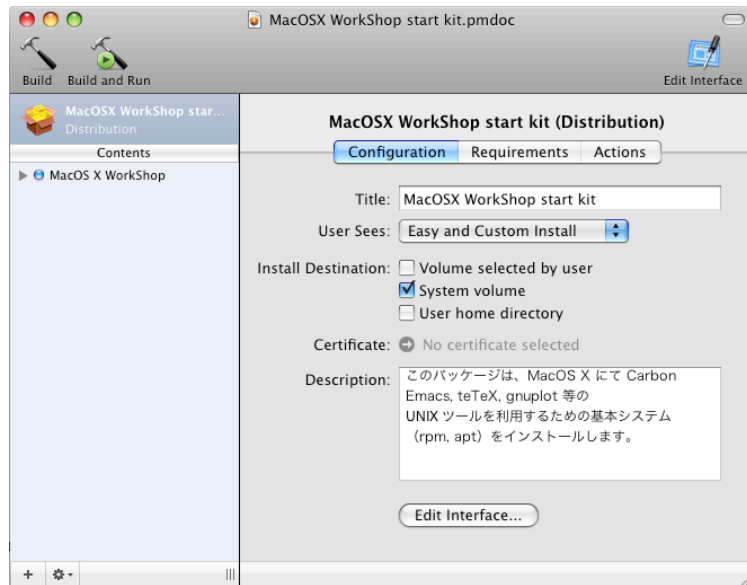 MacOSX WorkShop start kit.pmdoc
Build
Build and Run
Edit Interface
MacOSX WorkShop star...
Distribution
Contents
MacOS X WorkShop
MacOSX WorkShop start kit (Distribution)
Configuration
Requirements
Actions
Title: MacOSX WorkShop start kit
User Sees: Easy and Custom Install
Install Destination: Volume selected by user
System volume
User home directory
Certificate: No certificate selected
Description: このパッケージは、MacOS X にて Carbon
Emacs, teTeX, gnuplot 等の
UNIX ツールを利用するための基本システム
（rpm, apt）をインストールします。
Edit Interface...